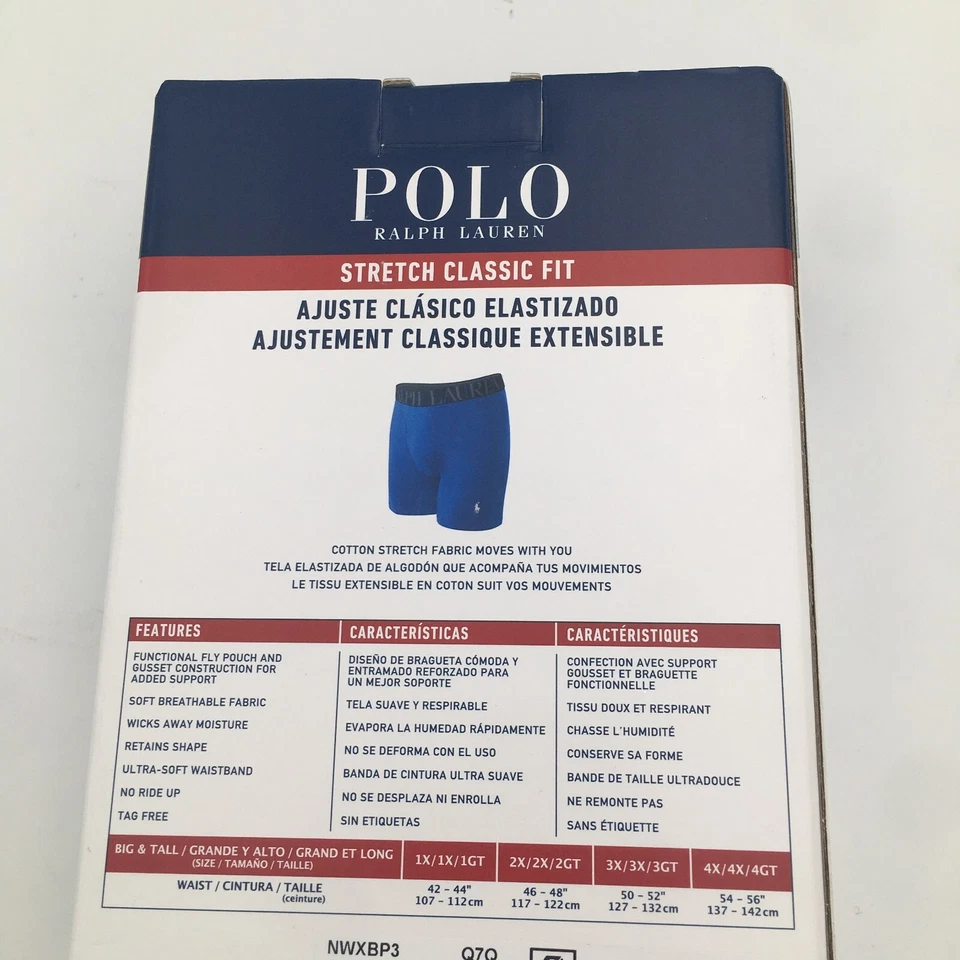 POLO
RALPH LAUREN
STRETCH CLASSIC FIT
AJUSTE CLÁSICO ELASTIZADO
AJUSTEMENT CLASSIQUE EXTENSIBLE
COTTON STRETCH FABRIC MOVES WITH YOU
TELA ELASTIZADA DE ALGODÓN QUE ACOMPAÑA TUS MOVIMIENTOS
LE TISSU EXTENSIBLE EN COTON SUIT VOS MOUVEMENTS
FEATURES
FUNCTIONAL FLY POUCH AND
GUSSET CONSTRUCTION FOR
ADDED SUPPORT
SOFT BREATHABLE FABRIC
WICKS AWAY MOISTURE
RETAINS SHAPE
ULTRA-SOFT WAISTBAND
NO RIDE UP
TAG FREE
CARACTERÍSTICAS
DISEÑO DE BRAGUETA CÓMODA Y
ENTRAMADO REFORZADO PARA
UN MEJOR SOPORTE
TELA SUAVE Y RESPIRABLE
EVAPORA LA HUMEDAD RÁPIDAMENTE
NO SE DEFORMA CON EL USO
BANDA DE CINTURA ULTRA SUAVE
NO SE DESPLAZA NI ENROLLA
SIN ETIQUETAS
CARACTÉRISTIQUES
CONFECTION AVEC SUPPORT
GOUSSET ET BRAGUETTE
FONCTIONNELLE
TISSU DOUX ET RESPIRANT
CHASSE L'HUMIDITÉ
CONSERVE SA FORME
BANDE DE TAILLE ULTRADOUCE
NE REMONTE PAS
SANS ÉTIQUETTE
BIG & TALL / GRANDE Y ALTO / GRAND ET LONG
(SIZE / TAMAÑO / TAILLE)
1X/1X/1GT 2X/2X/2GT 3X/3X/3GT 4X/4X/4GT
WAIST / CINTURA / TAILLE
(ceinture)
42 - 44" 46 - 48" 50 - 52" 54 - 56"
107 - 112cm 117 - 122cm 127 - 132cm 137 - 142cm
NWXBP3 Q7Q